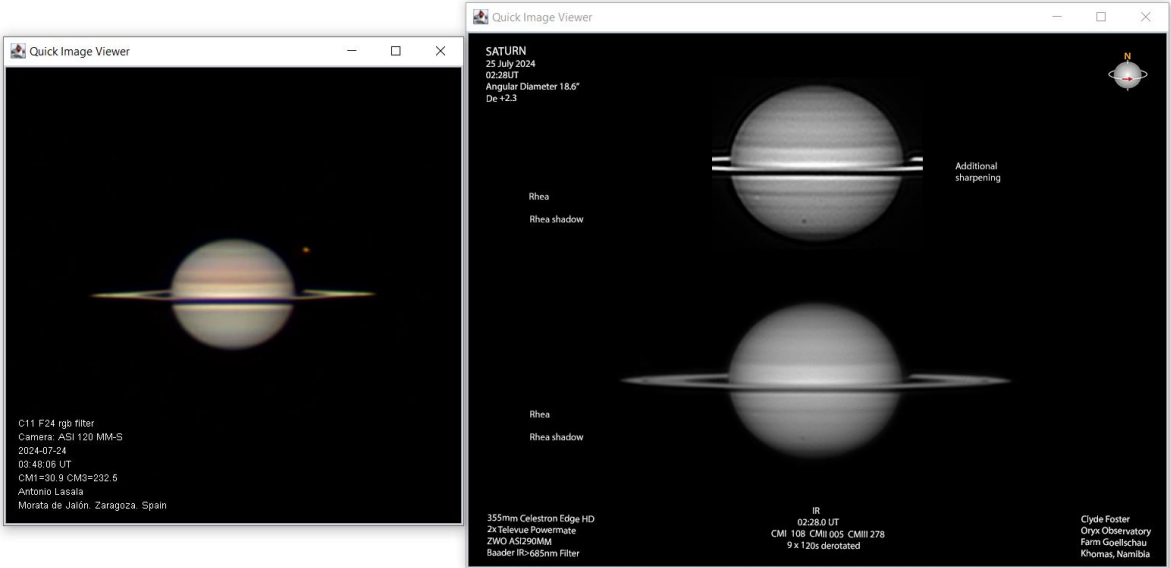 Quick Image Viewer
C11 F24 rgb filter
Camera: ASI 120 MM-S
2024-07-24
03:48:06 UT
CM1=30.9 CM3=232.5
Antonio Lasala
Morata de Jalón. Zaragoza. Spain
Quick Image Viewer
SATURN
25 July 2024
02:28UT
Angular Diameter 18.6”
De +2.3
N
Additional
sharpening
Rhea
Rhea shadow
Rhea
Rhea shadow
355mm Celestron Edge HD
2x Televue Powermate
ZWO ASI290MM
Baader IR>685nm Filter
IR
02:28.0 UT
CMI 108 CMII 005 CMIII 278
9 x 120s derotated
Clyde Foster
Oryx Observatory
Farm Goellschau
Khomas, Namibia